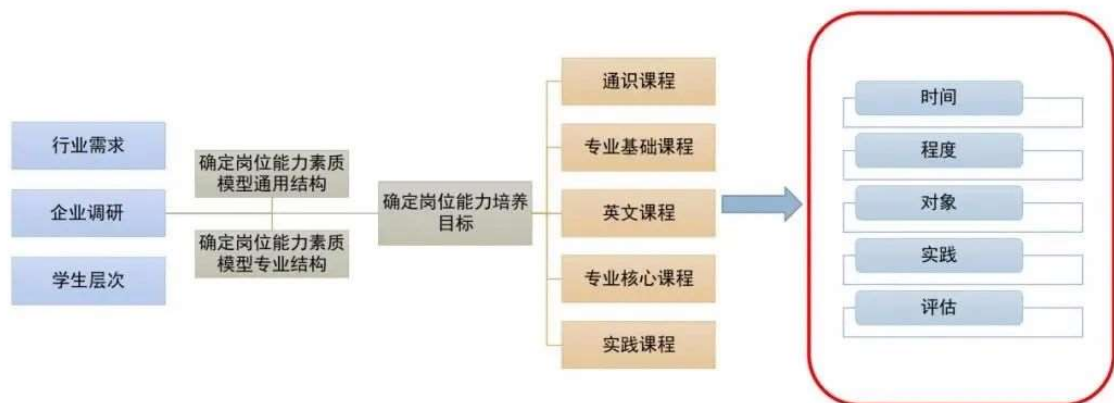 行业需求
企业调研
学生层次
确定岗位能力素质
模型通用结构
确定岗位能力素质
模型专业结构
确定岗位能力培养
目标
通识课程
专业基础课程
英文课程
专业核心课程
实践课程
时间
程度
对象
实践
评估